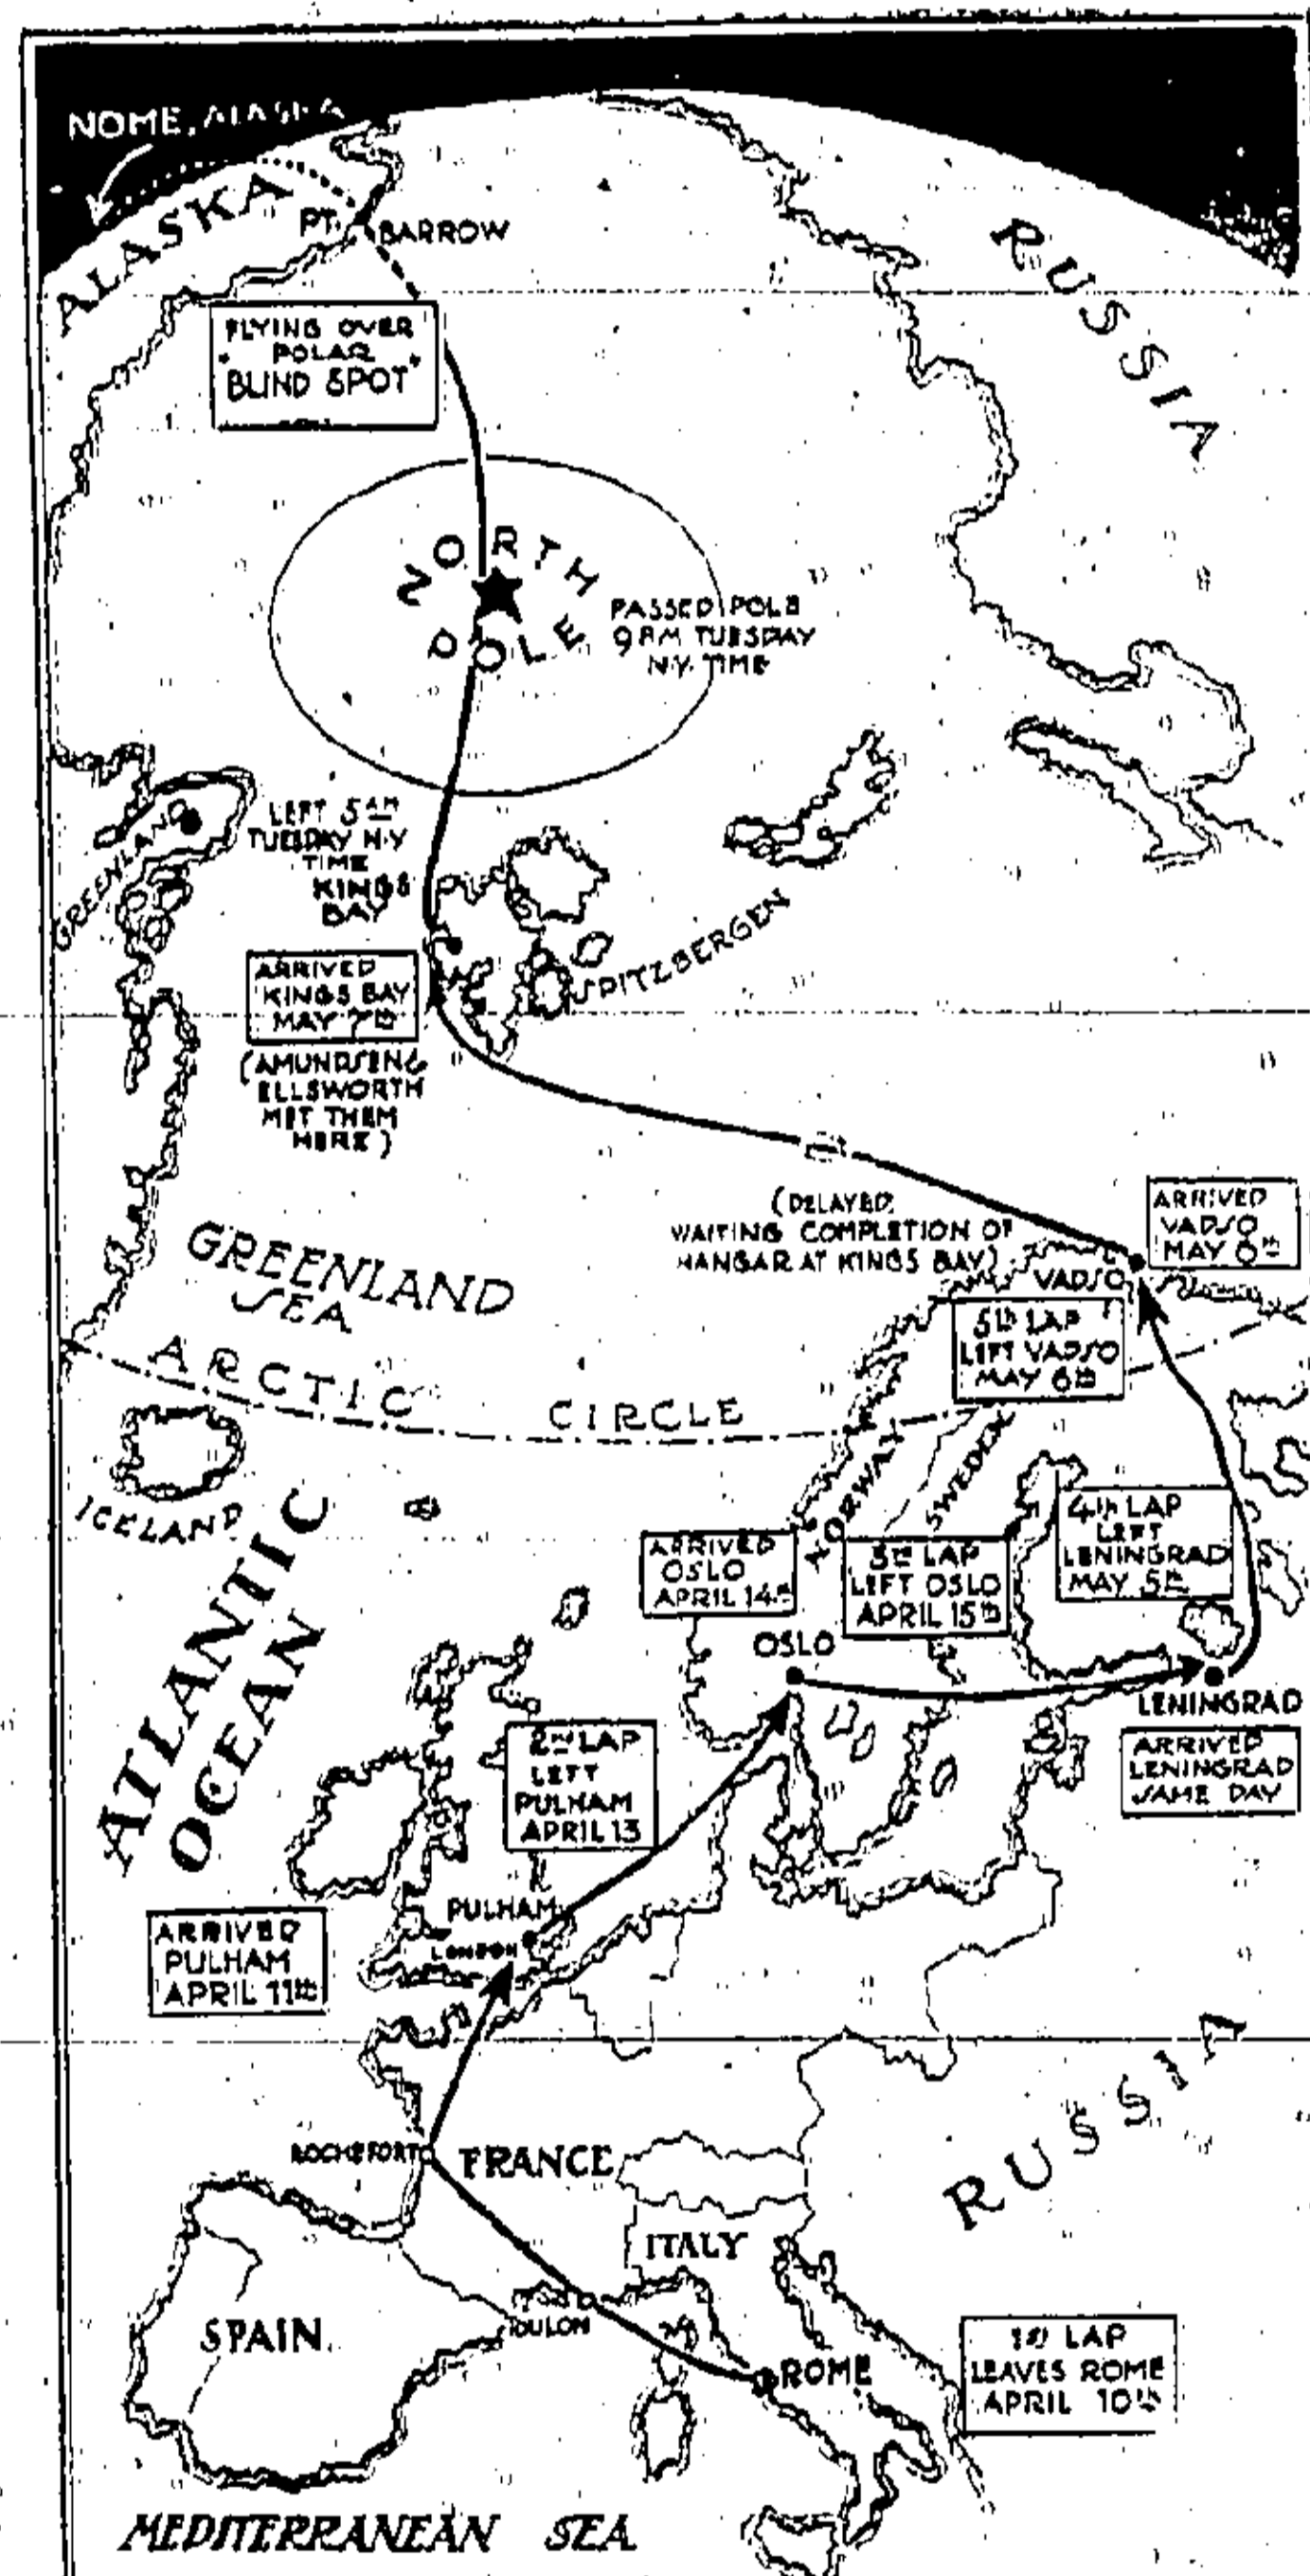 NOME, ALASKA
ALASKA
PT. BARROW
RUSSIA
FLYING OVER
POLAR
"BLIND SPOT"
NORTH
POLE
PASSED POLE
9 PM TUESDAY
N.Y. TIME
GREENLAND
LEFT 5 AM
TUESDAY N.Y
TIME
KINGS
BAY
SPITZBERGEN
ARRIVED
KINGS BAY
MAY 7TH
(AMUNDSEN &
ELLSWORTH
MET THEM
HERE)
(DELAYED,
WAITING COMPLETION OF
HANGAR AT KINGS BAY)
ARRIVED
VADSO
MAY 6TH
VADSO
5TH LAP
LEFT VADSO
MAY 6TH
GREENLAND
SEA
ARCTIC CIRCLE
ICELAND
NORWAY
SWEDEN
ATLANTIC
OCEAN
ARRIVED
OSLO
APRIL 14TH
3RD LAP
LEFT OSLO
APRIL 15TH
4TH LAP
LEFT
LENINGRAD
MAY 5TH
OSLO
LENINGRAD
ARRIVED
LENINGRAD
SAME DAY
2ND LAP
LEFT
PULHAM
APRIL 13
PULHAM
LONDON
ARRIVED
PULHAM
APRIL 11TH
ROCHEFORT
FRANCE
RUSSIA
ITALY
SPAIN
TOULON
ROME
1ST LAP
LEAVES ROME
APRIL 10TH
MEDITERRANEAN SEA